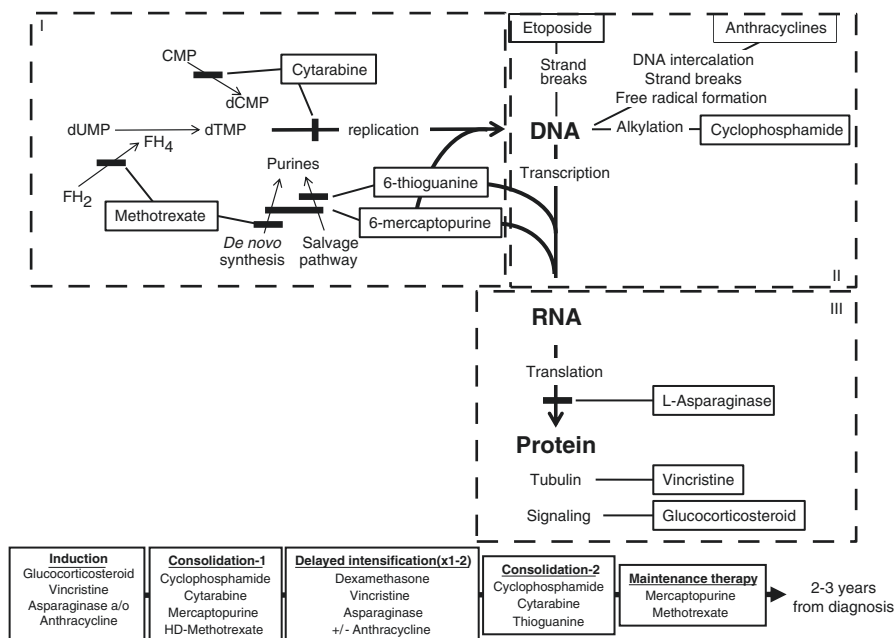 I
CMP
Cytarabine
dCMP
dUMP
dTMP
replication
FH4
FH2
Methotrexate
Purines
6-thioguanine
6-mercaptopurine
De novo
synthesis
Salvage
pathway
Etoposide
Anthracyclines
Strand
breaks
DNA intercalation
Strand breaks
Free radical formation
DNA
Alkylation
Cyclophosphamide
Transcription
II
III
RNA
Translation
L-Asparaginase
Protein
Tubulin
Vincristine
Signaling
Glucocorticosteroid
Induction
Glucocorticosteroid
Vincristine
Asparaginase a/o
Anthracycline
Consolidation-1
Cyclophosphamide
Cytarabine
Mercaptopurine
HD-Methotrexate
Delayed intensification(x1-2)
Dexamethasone
Vincristine
Asparaginase
+/- Anthracycline
Consolidation-2
Cyclophosphamide
Cytarabine
Thioguanine
Maintenance therapy
Mercaptopurine
Methotrexate
2-3 years
from diagnosis